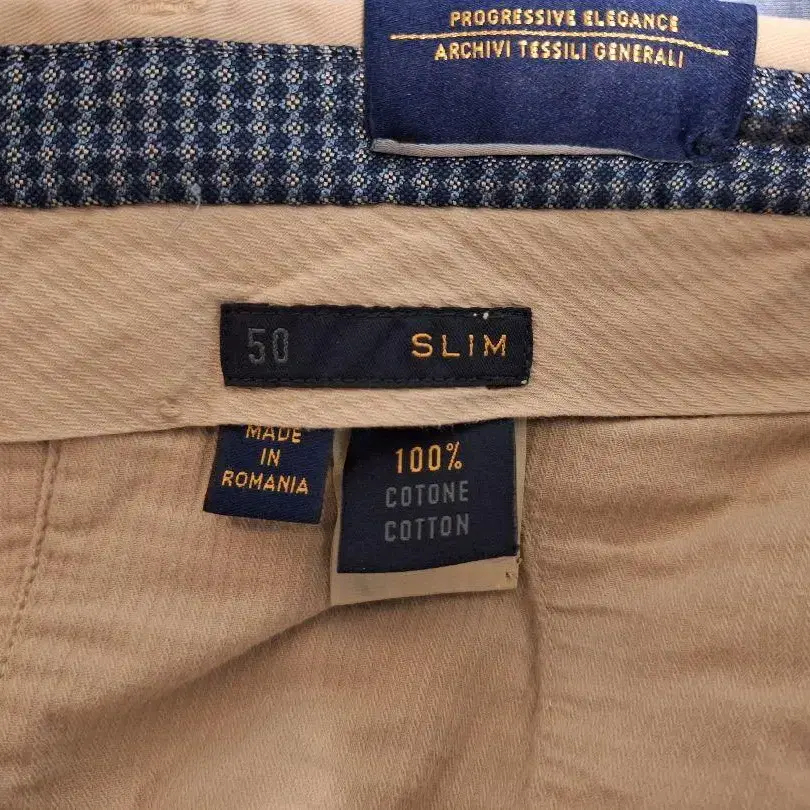 PROGRESSIVE ELEGANCE
ARCHIVI TESSILI GENERALI
50 SLIM
MADE
IN
ROMANIA
100%
COTONE
COTTON